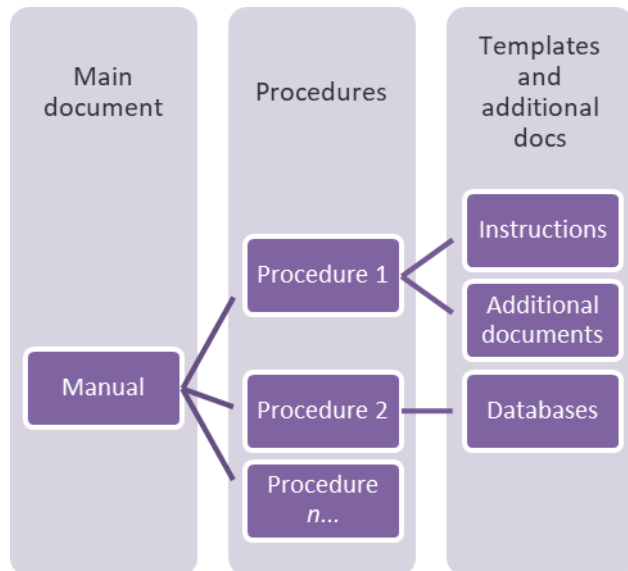 Main
document
Procedures
Templates
and
additional
docs
Manual
Procedure 1
Procedure 2
Procedure
n...
Instructions
Additional
documents
Databases